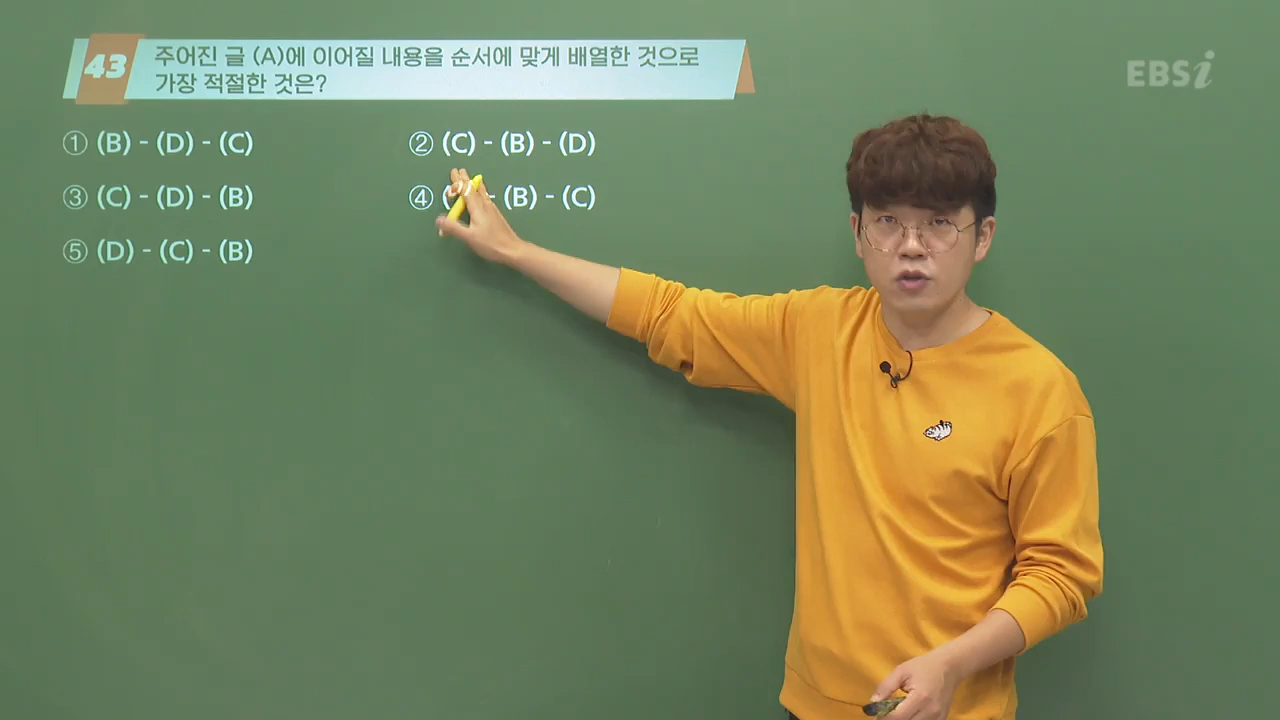 43 주어진 글 (A)에 이어질 내용을 순서에 맞게 배열한 것으로
가장 적절한 것은?
EBSi
① (B) - (D) - (C)
② (C) - (B) - (D)
③ (C) - (D) - (B)
④ ( - (B) - (C)
⑤ (D) - (C) - (B)